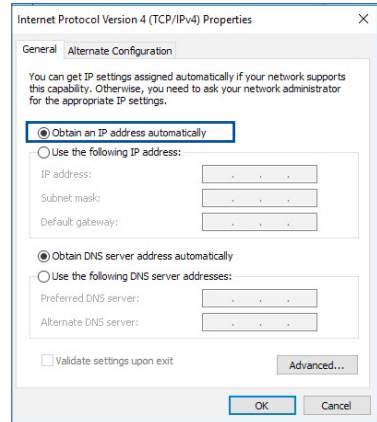 Internet Protocol Version 4 (TCP/IPv4) Properties
General
Alternate Configuration
You can get IP settings assigned automatically if your network supports
this capability. Otherwise, you need to ask your network administrator
for the appropriate IP settings.
Obtain an IP address automatically
Use the following IP address:
IP address:
Subnet mask:
Default gateway:
Obtain DNS server address automatically
Use the following DNS server addresses:
Preferred DNS server:
Alternate DNS server:
Validate settings upon exit
Advanced...
OK
Cancel